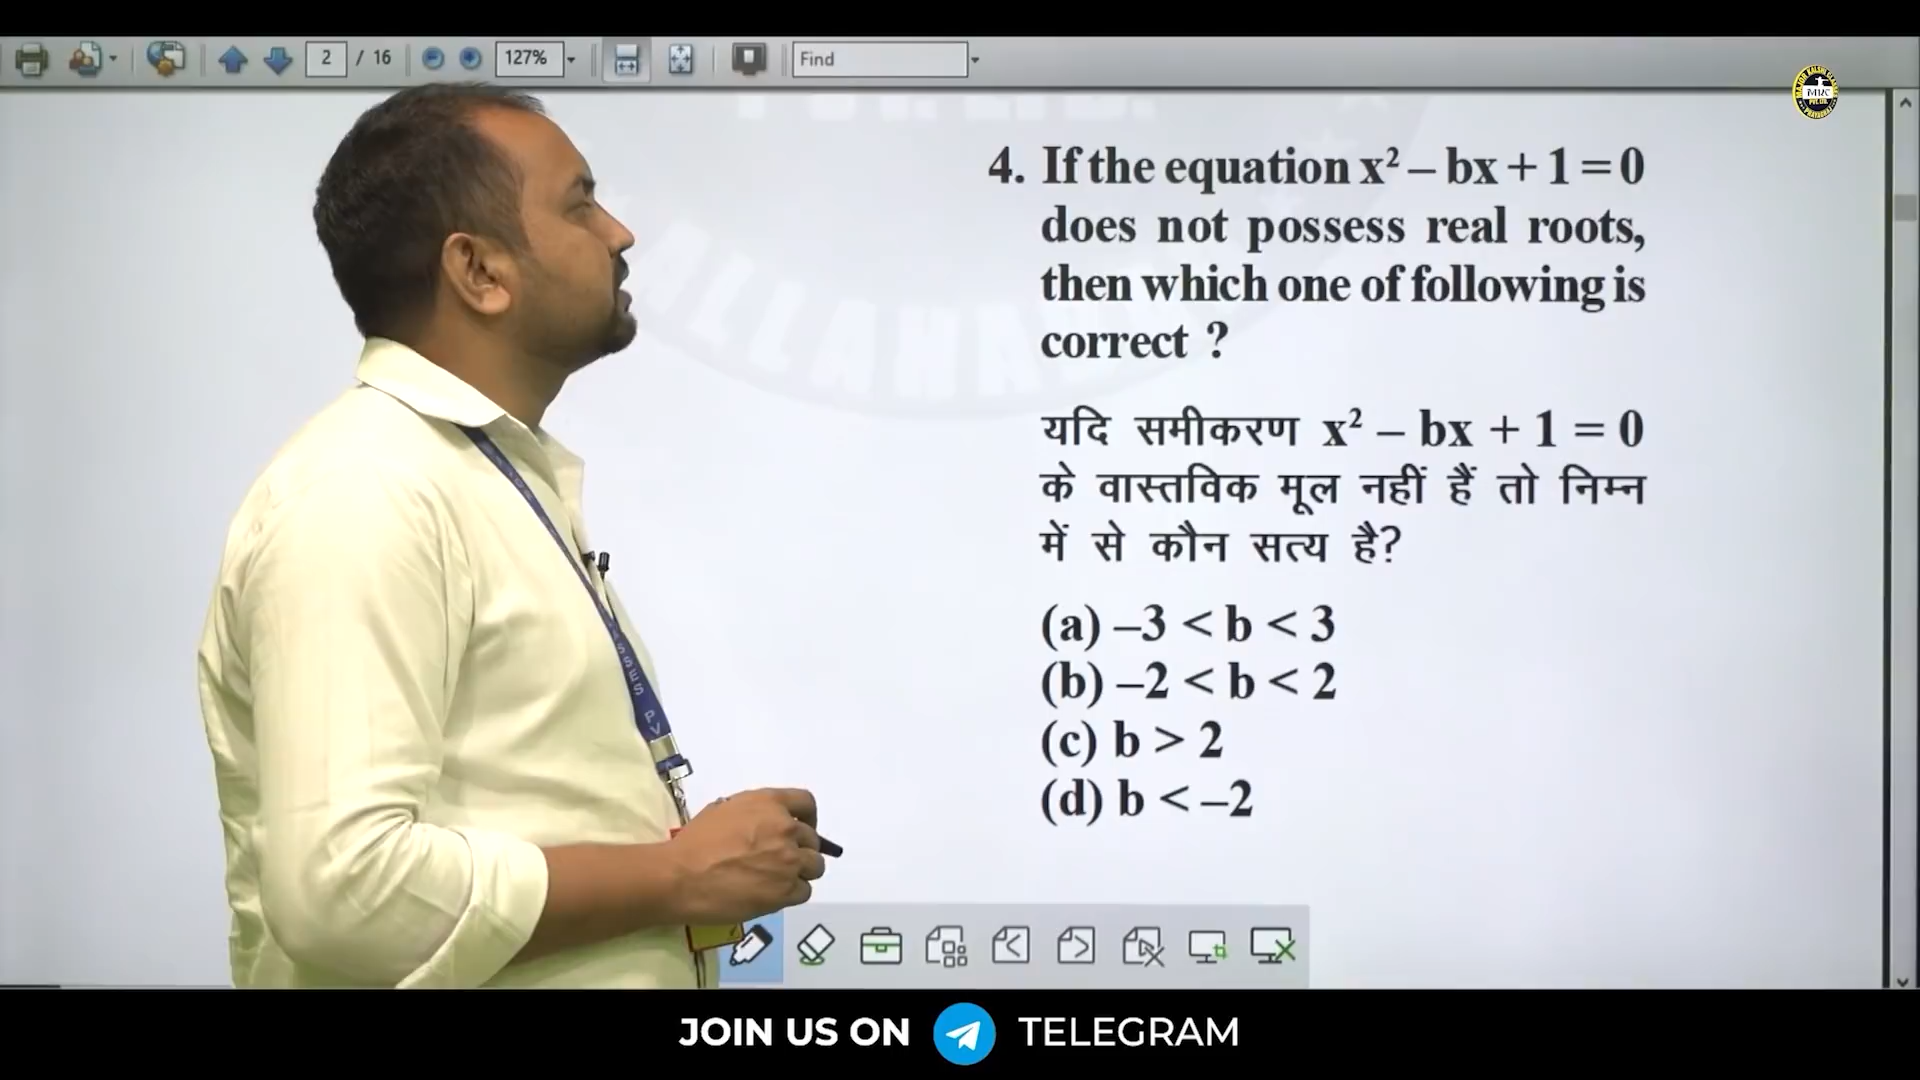 2 / 16 127% Find
4. If the equation x² – bx + 1 = 0
does not possess real roots,
then which one of following is
correct ?
यदि समीकरण x² – bx + 1 = 0
के वास्तविक मूल नहीं हैं तो निम्न
में से कौन सत्य है?
(a) –3 < b < 3
(b) –2 < b < 2
(c) b > 2
(d) b < –2
JOIN US ON TELEGRAM